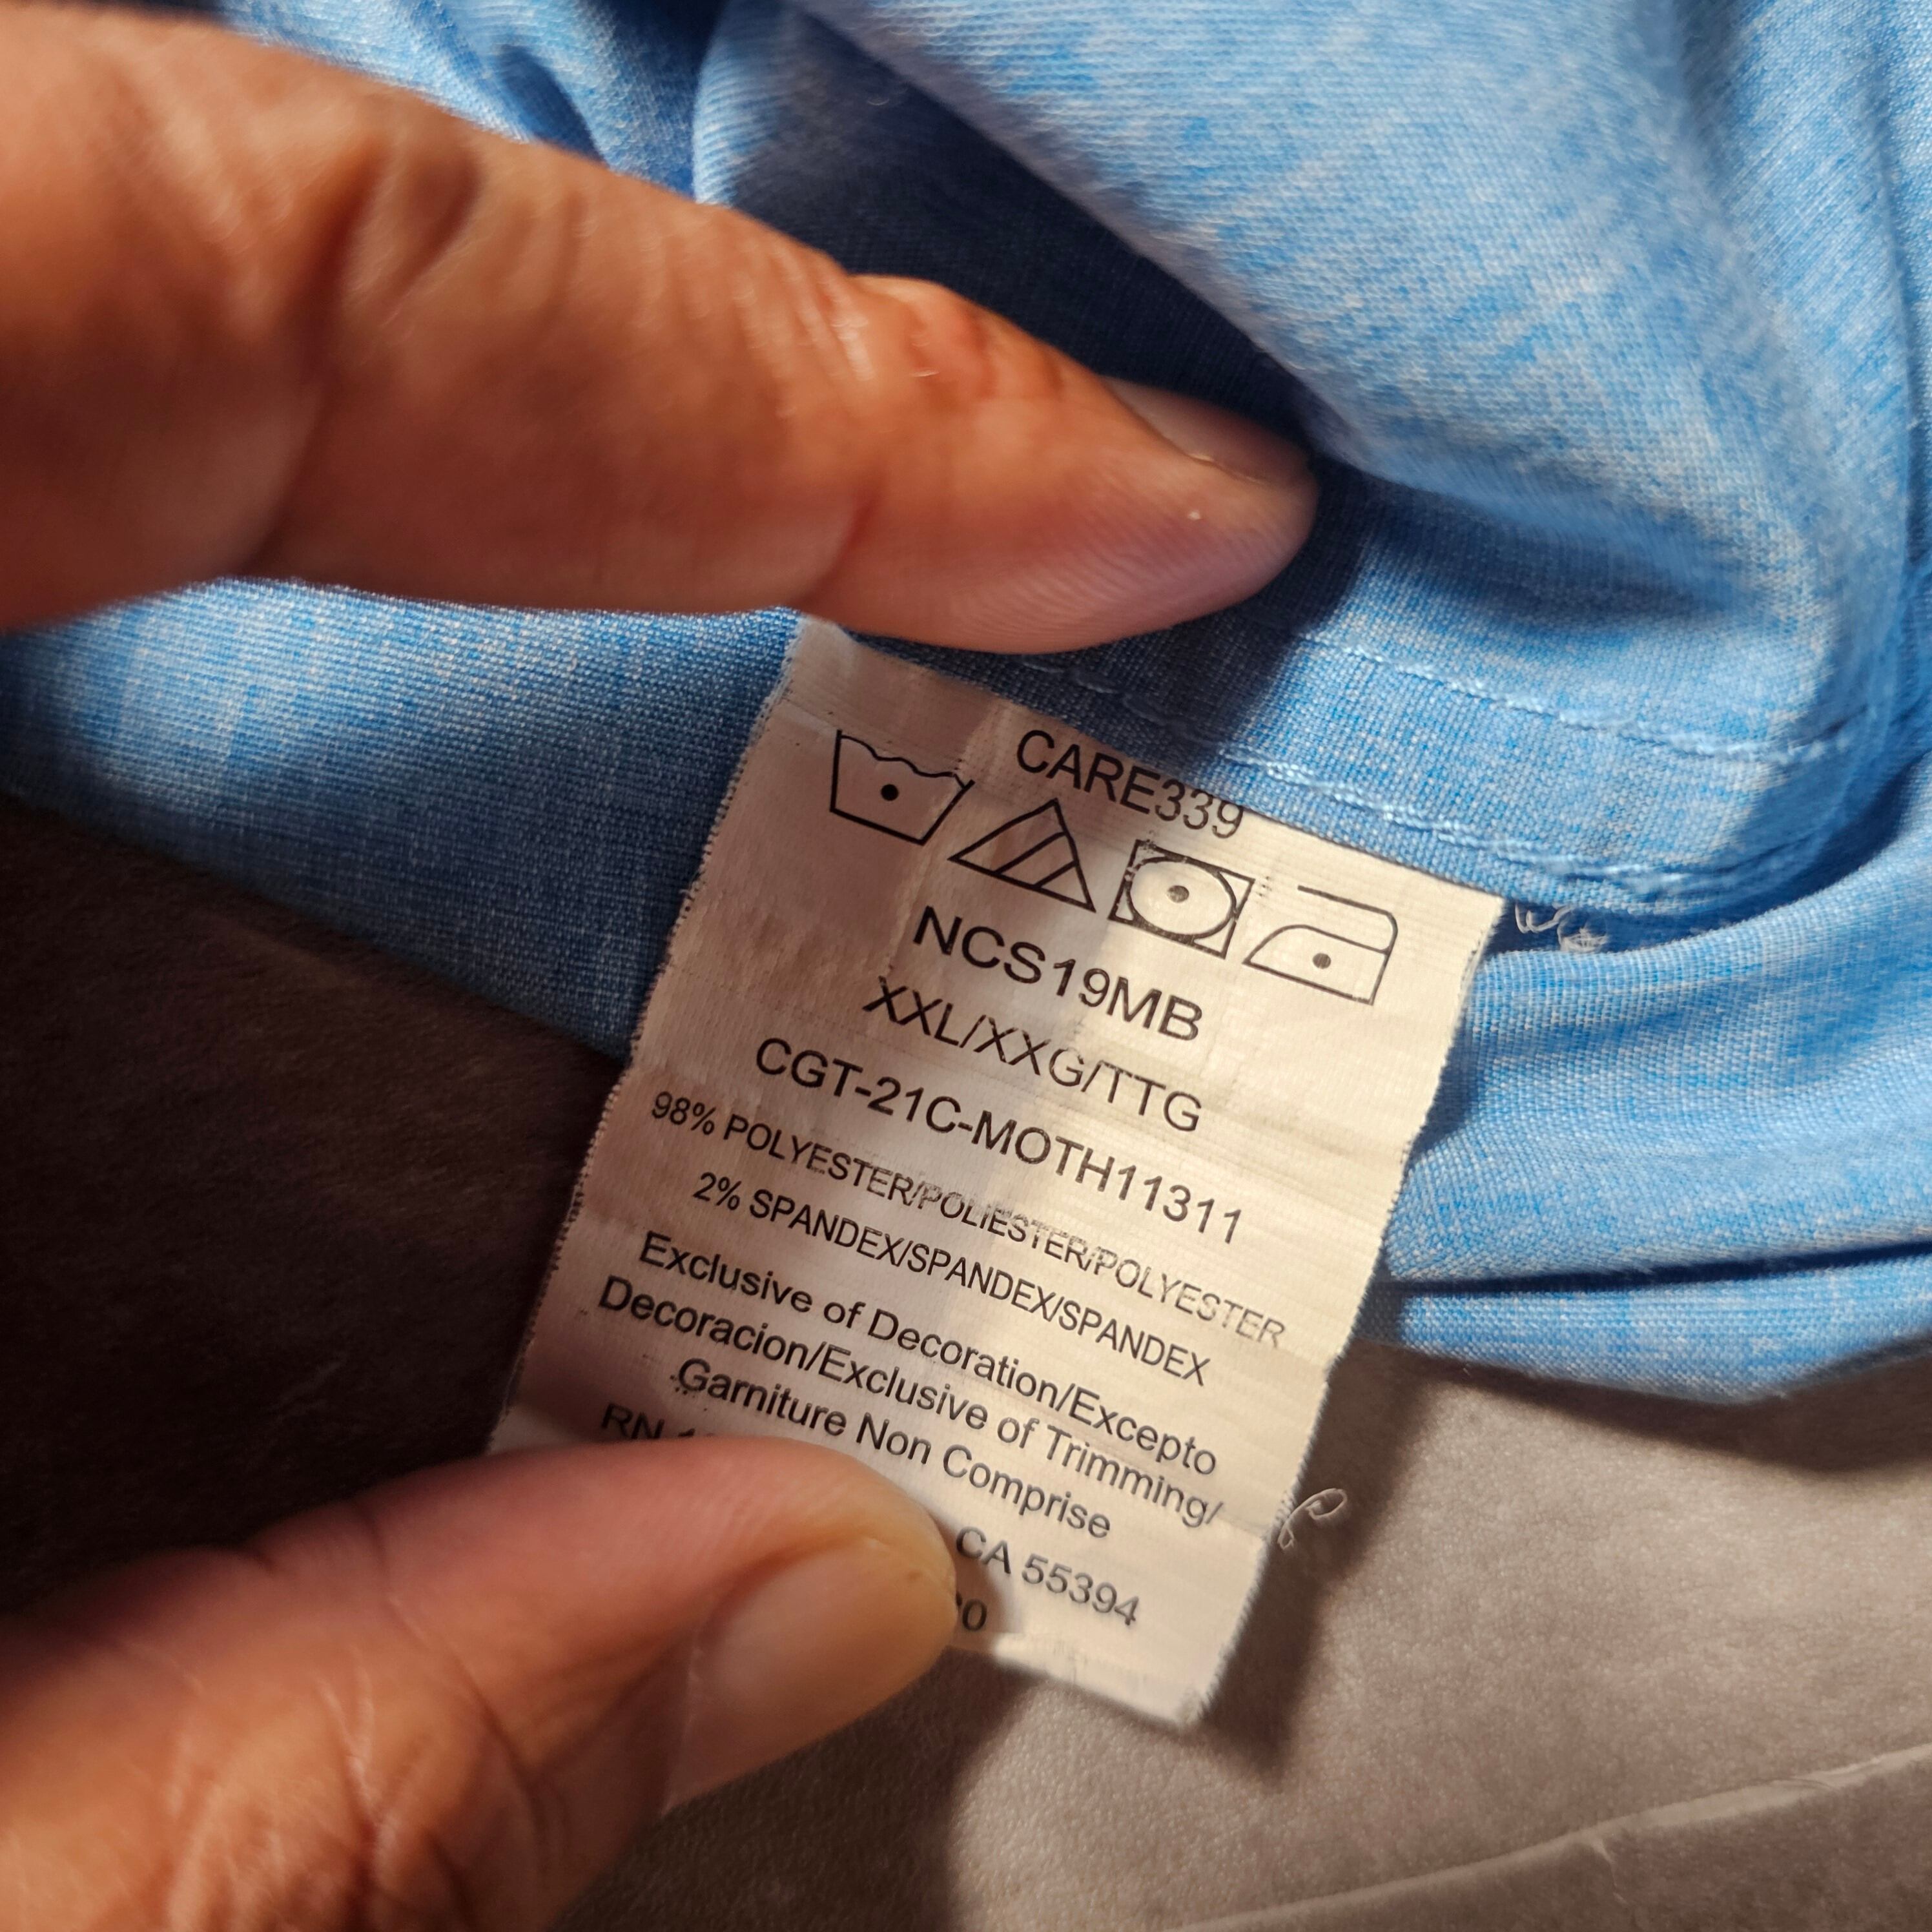 CARE339
NCS19MB
XXL/XXG/TTG
CGT-21C-MOTH11311
98% POLYESTER/POLIESTER/POLYESTER
2% SPANDEX/SPANDEX/SPANDEX
Exclusive of Decoration/Excepto
Decoracion/Exclusive of Trimming/
Garniture Non Comprise
RN CA 55394